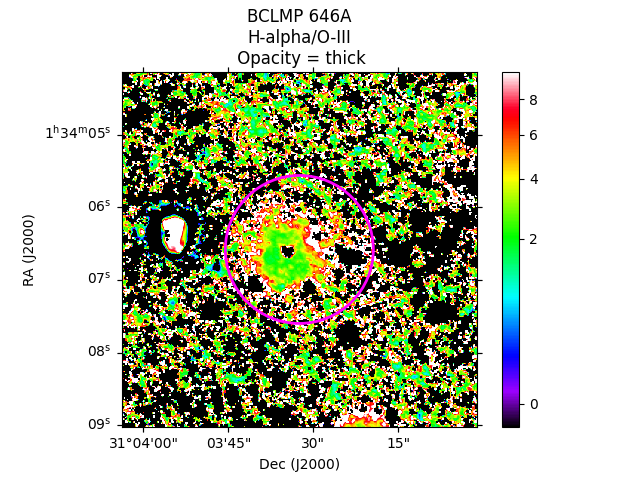 BCLMP 646A
H-alpha/O-III
Opacity = thick
1ʰ34ᵐ05ˢ
06ˢ
07ˢ
08ˢ
09ˢ
RA (J2000)
31°04'00" 03'45" 30" 15"
Dec (J2000)
8
6
4
2
0